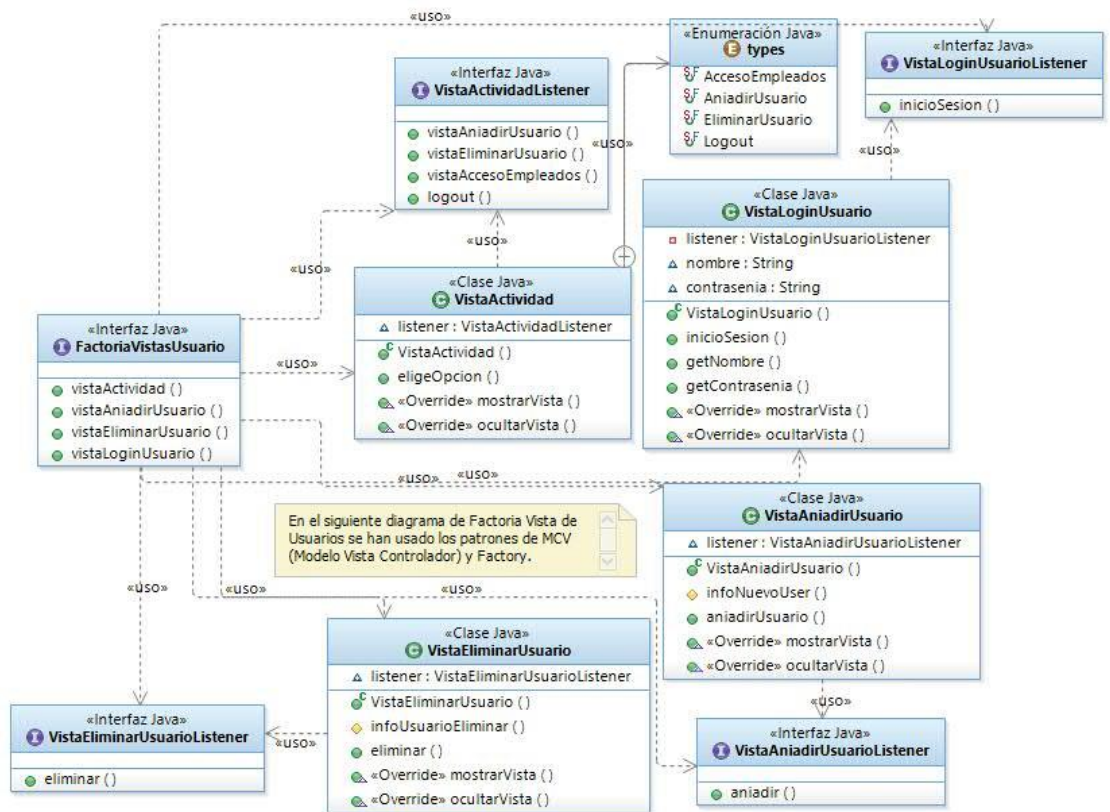 «uso»
«Enumeración Java»
types
AccesoEmpleados
AniadirUsuario
EliminarUsuario
Logout
«Interfaz Java»
VistaLoginUsuarioListener
inicioSesion ( )
«Interfaz Java»
VistaActividadListener
vistaAniadirUsuario ( )
vistaEliminarUsuario ( )
vistaAccesoEmpleados ( )
logout ( )
«uso»
«uso»
«uso»
«uso»
«Clase Java»
VistaLoginUsuario
listener : VistaLoginUsuarioListener
nombre : String
contrasenia : String
VistaLoginUsuario ( )
inicioSesion ( )
getNombre ( )
getContrasenia ( )
«Override» mostrarVista ( )
«Override» ocultarVista ( )
«Clase Java»
VistaActividad
listener : VistaActividadListener
VistaActividad ( )
eligeOpcion ( )
«Override» mostrarVista ( )
«Override» ocultarVista ( )
«Interfaz Java»
FactoriaVistasUsuario
vistaActividad ( )
vistaAniadirUsuario ( )
vistaEliminarUsuario ( )
vistaLoginUsuario ( )
«uso»
«uso»
«uso»
En el siguiente diagrama de Factoria Vista de
Usuarios se han usado los patrones de MCV
(Modelo Vista Controlador) y Factory.
«Clase Java»
VistaAniadirUsuario
listener : VistaAniadirUsuarioListener
VistaAniadirUsuario ( )
infoNuevoUser ( )
aniadirUsuario ( )
«Override» mostrarVista ( )
«Override» ocultarVista ( )
«uso»
«uso»
«uso»
«Clase Java»
VistaEliminarUsuario
listener : VistaEliminarUsuarioListener
VistaEliminarUsuario ( )
infoUsuarioEliminar ( )
eliminar ( )
«Override» mostrarVista ( )
«Override» ocultarVista ( )
«uso»
«uso»
«Interfaz Java»
VistaEliminarUsuarioListener
eliminar ( )
«Interfaz Java»
VistaAniadirUsuarioListener
aniadir ( )